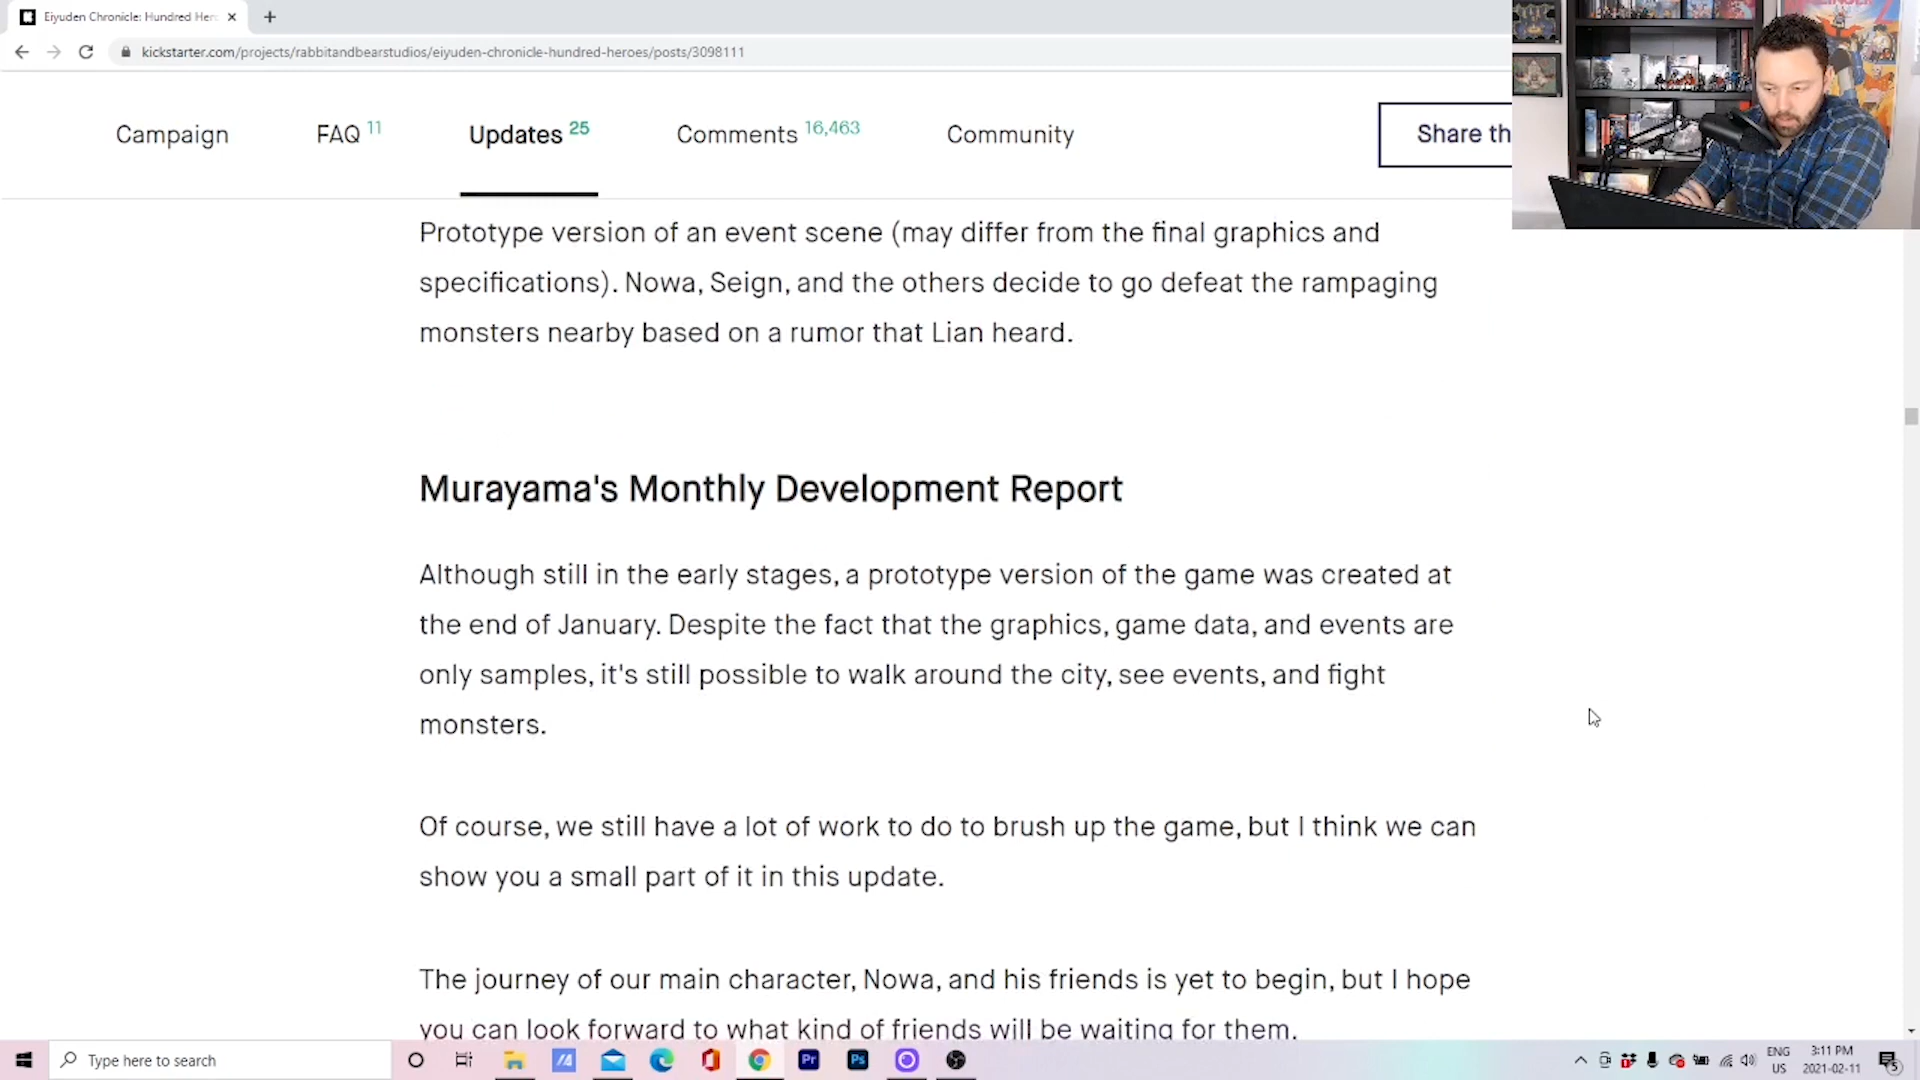 Eiyuden Chronicle: Hundred Her
kickstarter.com/projects/rabbitandbearstudios/eiyuden-chronicle-hundred-heroes/posts/3098111
Campaign FAQ 11 Updates 25 Comments 16,463 Community Share th
Prototype version of an event scene (may differ from the final graphics and
specifications). Nowa, Seign, and the others decide to go defeat the rampaging
monsters nearby based on a rumor that Lian heard.
Murayama's Monthly Development Report
Although still in the early stages, a prototype version of the game was created at
the end of January. Despite the fact that the graphics, game data, and events are
only samples, it's still possible to walk around the city, see events, and fight
monsters.
Of course, we still have a lot of work to do to brush up the game, but I think we can
show you a small part of it in this update.
The journey of our main character, Nowa, and his friends is yet to begin, but I hope
you can look forward to what kind of friends will be waiting for them.
Type here to search
Pr
Ps
ENG
US
3:11 PM
2021-02-11
5